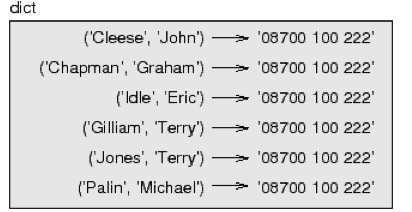 dict
('Cleese', 'John') '08700 100 222'
('Chapman', 'Graham') '08700 100 222'
('Idle', 'Eric') '08700 100 222'
('Gilliam', 'Terry') '08700 100 222'
('Jones', 'Terry') '08700 100 222'
('Palin', 'Michael') '08700 100 222'